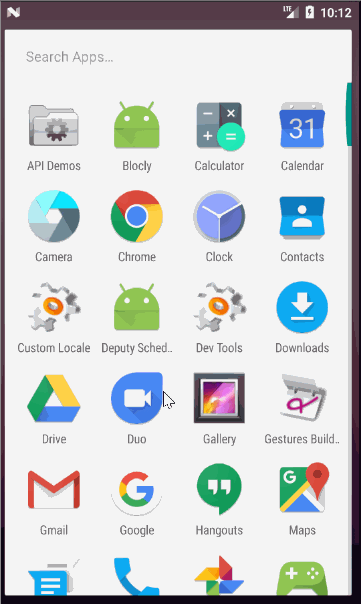 LTE 10:12
Search Apps...
API Demos Blocly Calculator Calendar
31
Camera Chrome Clock Contacts
Custom Locale Deputy Sched.. Dev Tools Downloads
Drive Duo Gallery Gestures Build..
G
Gmail Google Hangouts Maps